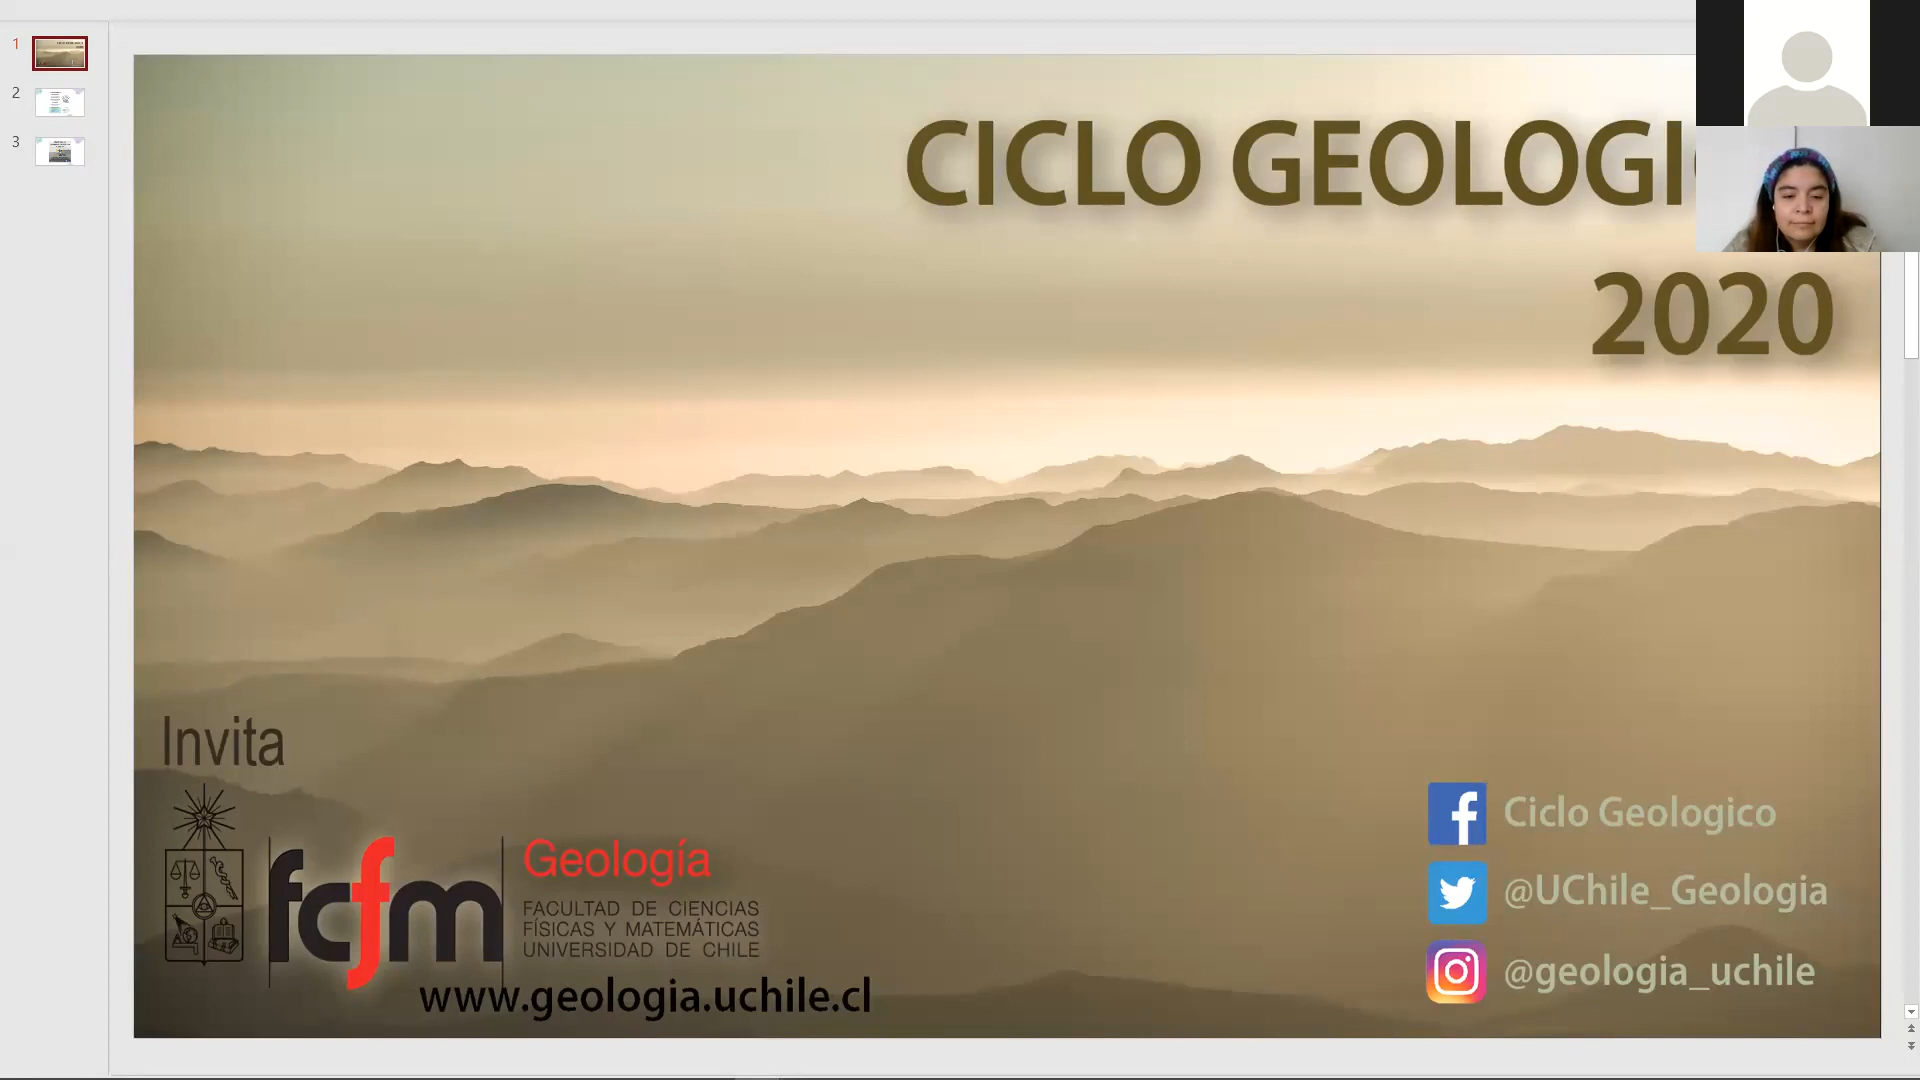 1
2
3
CICLO GEOLOGI
2020
Invita
fcfm
Geología
FACULTAD DE CIENCIAS
FÍSICAS Y MATEMÁTICAS
UNIVERSIDAD DE CHILE
www.geologia.uchile.cl
Ciclo Geologico
@UChile_Geologia
@geologia_uchile